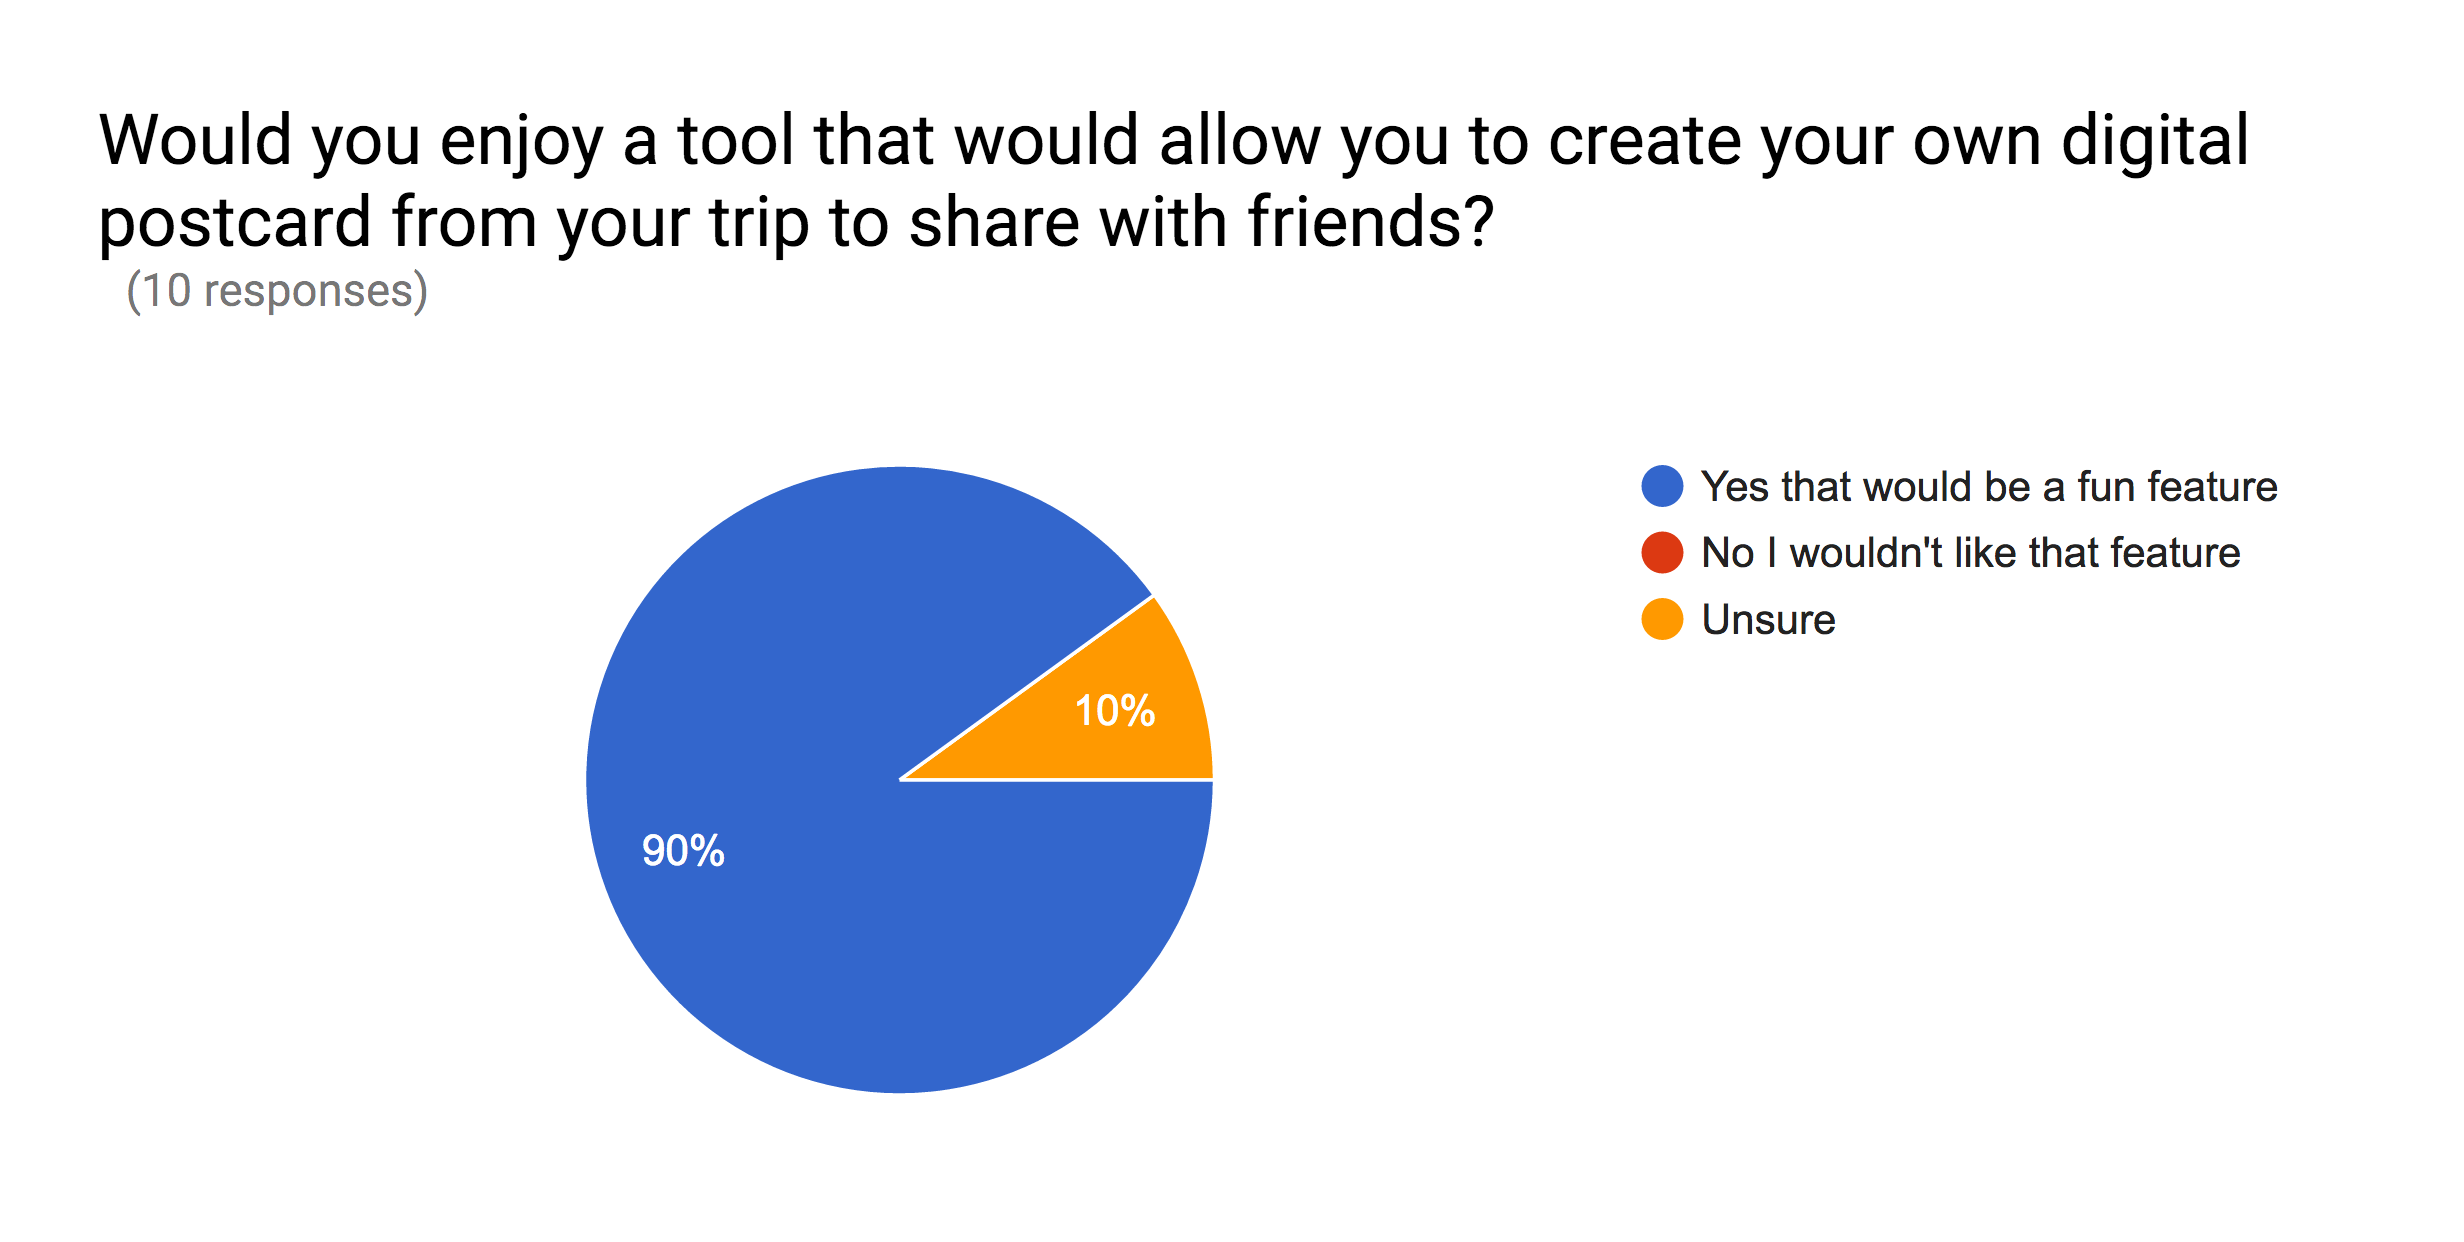 Would you enjoy a tool that would allow you to create your own digital
postcard from your trip to share with friends?
(10 responses)
Yes that would be a fun feature
No I wouldn't like that feature
Unsure
10%
90%